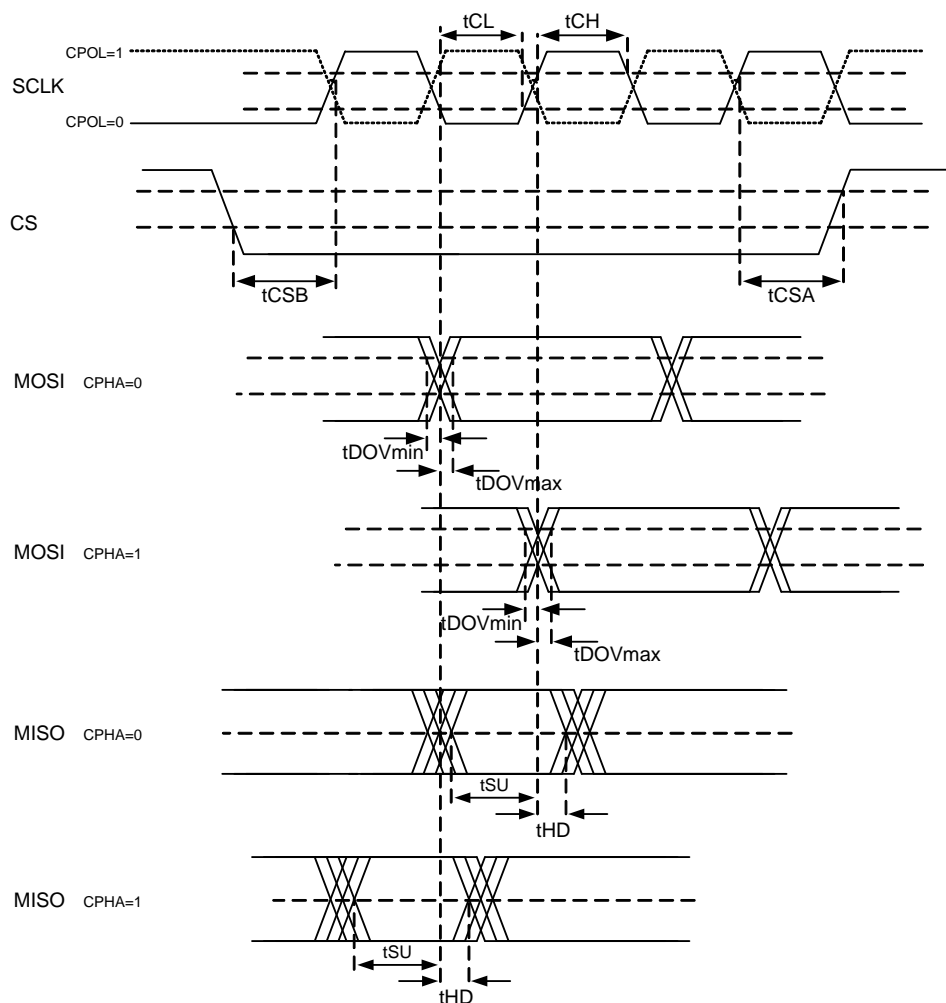 tCL tCH
CPOL=1
SCLK
CPOL=0
CS
tCSB tCSA
MOSI CPHA=0
tDOVmin
tDOVmax
MOSI CPHA=1
tDOVmin
tDOVmax
MISO CPHA=0
tSU
tHD
MISO CPHA=1
tSU
tHD